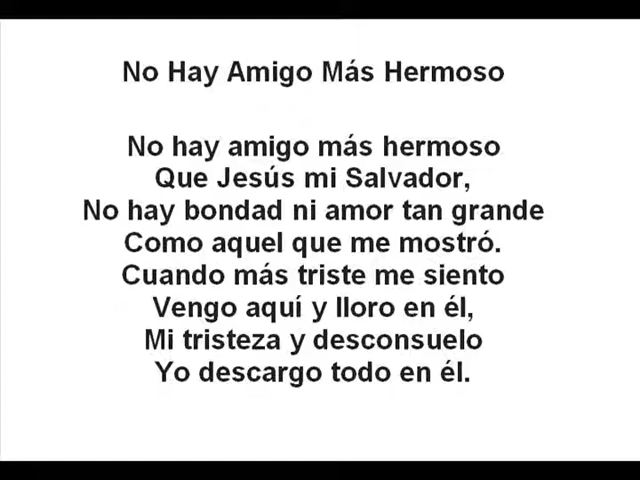 No Hay Amigo Más Hermoso
No hay amigo más hermoso
Que Jesús mi Salvador,
No hay bondad ni amor tan grande
Como aquel que me mostró.
Cuando más triste me siento
Vengo aquí y lloro en él,
Mi tristeza y desconsuelo
Yo descargo todo en él.